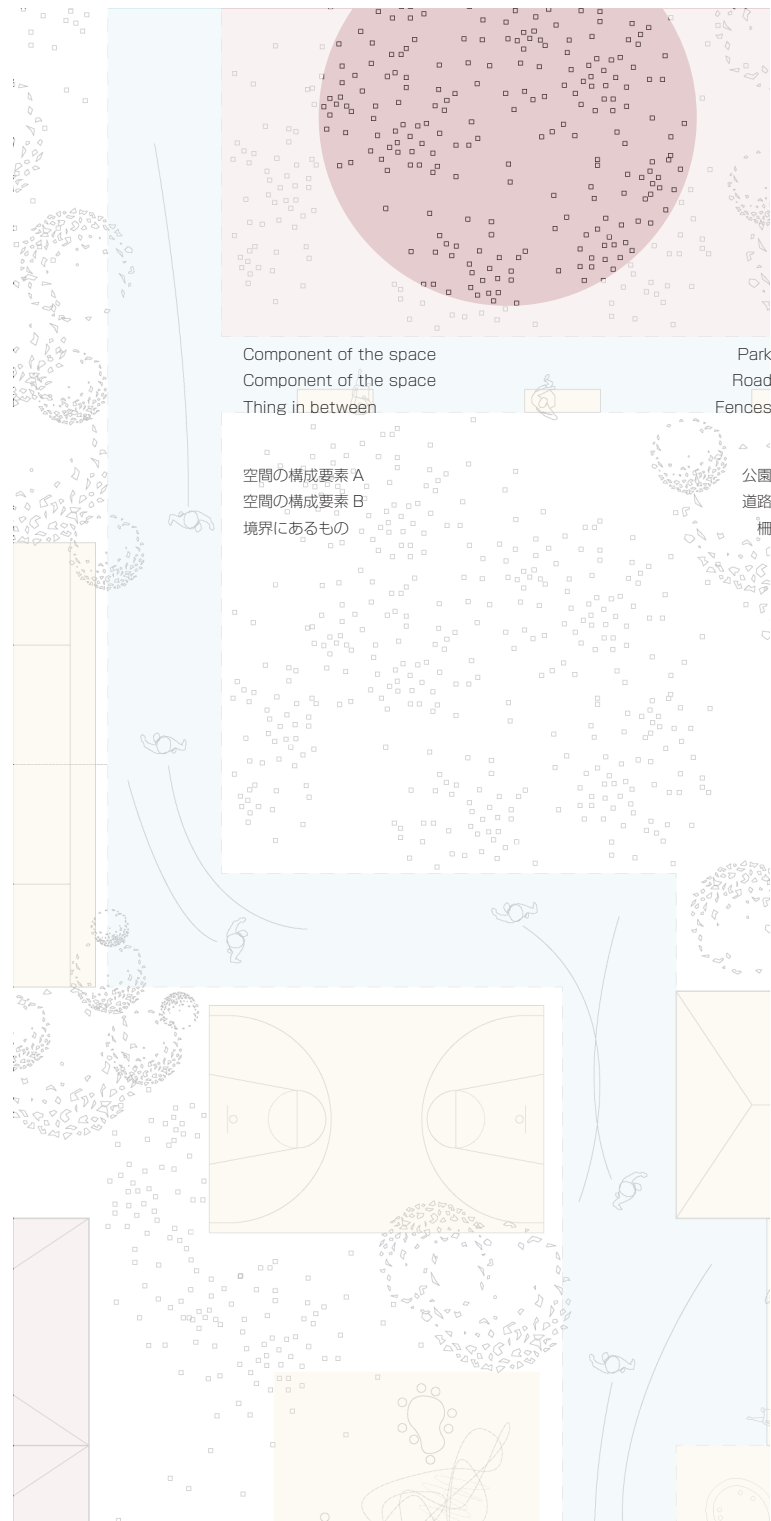 Component of the space Park
Component of the space Road
Thing in between Fences
空間の構成要素 A 公園
空間の構成要素 B 道路
境界にあるもの 柵